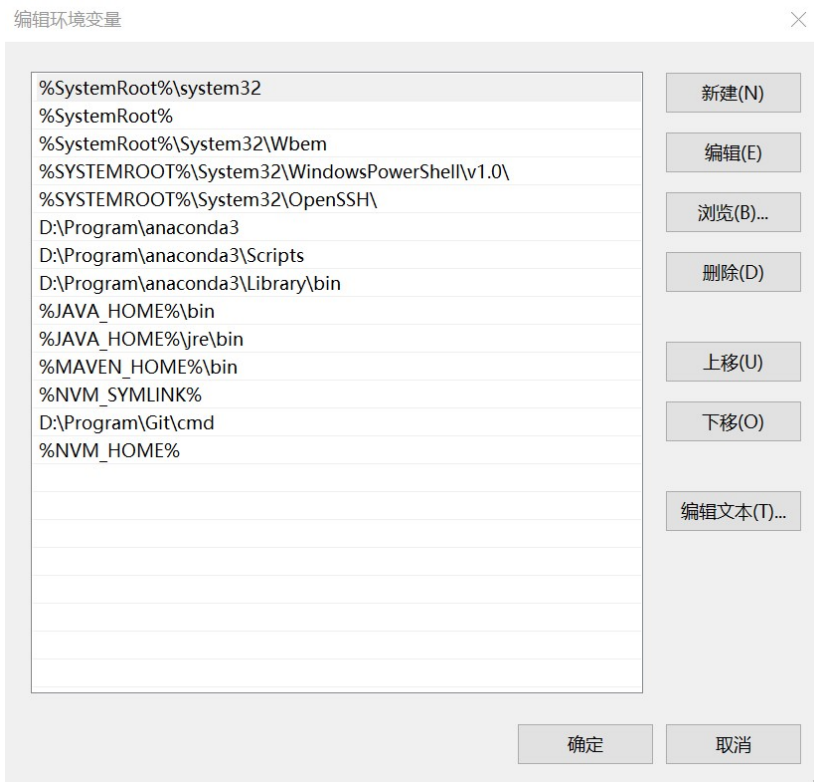 编辑环境变量
%SystemRoot%\system32
%SystemRoot%
%SystemRoot%\System32\Wbem
%SYSTEMROOT%\System32\WindowsPowerShell\v1.0\
%SYSTEMROOT%\System32\OpenSSH\
D:\Program\anaconda3
D:\Program\anaconda3\Scripts
D:\Program\anaconda3\Library\bin
%JAVA_HOME%\bin
%JAVA_HOME%\jre\bin
%MAVEN_HOME%\bin
%NVM_SYMLINK%
D:\Program\Git\cmd
%NVM_HOME%
新建(N)
编辑(E)
浏览(B)...
删除(D)
上移(U)
下移(O)
编辑文本(T)...
确定
取消